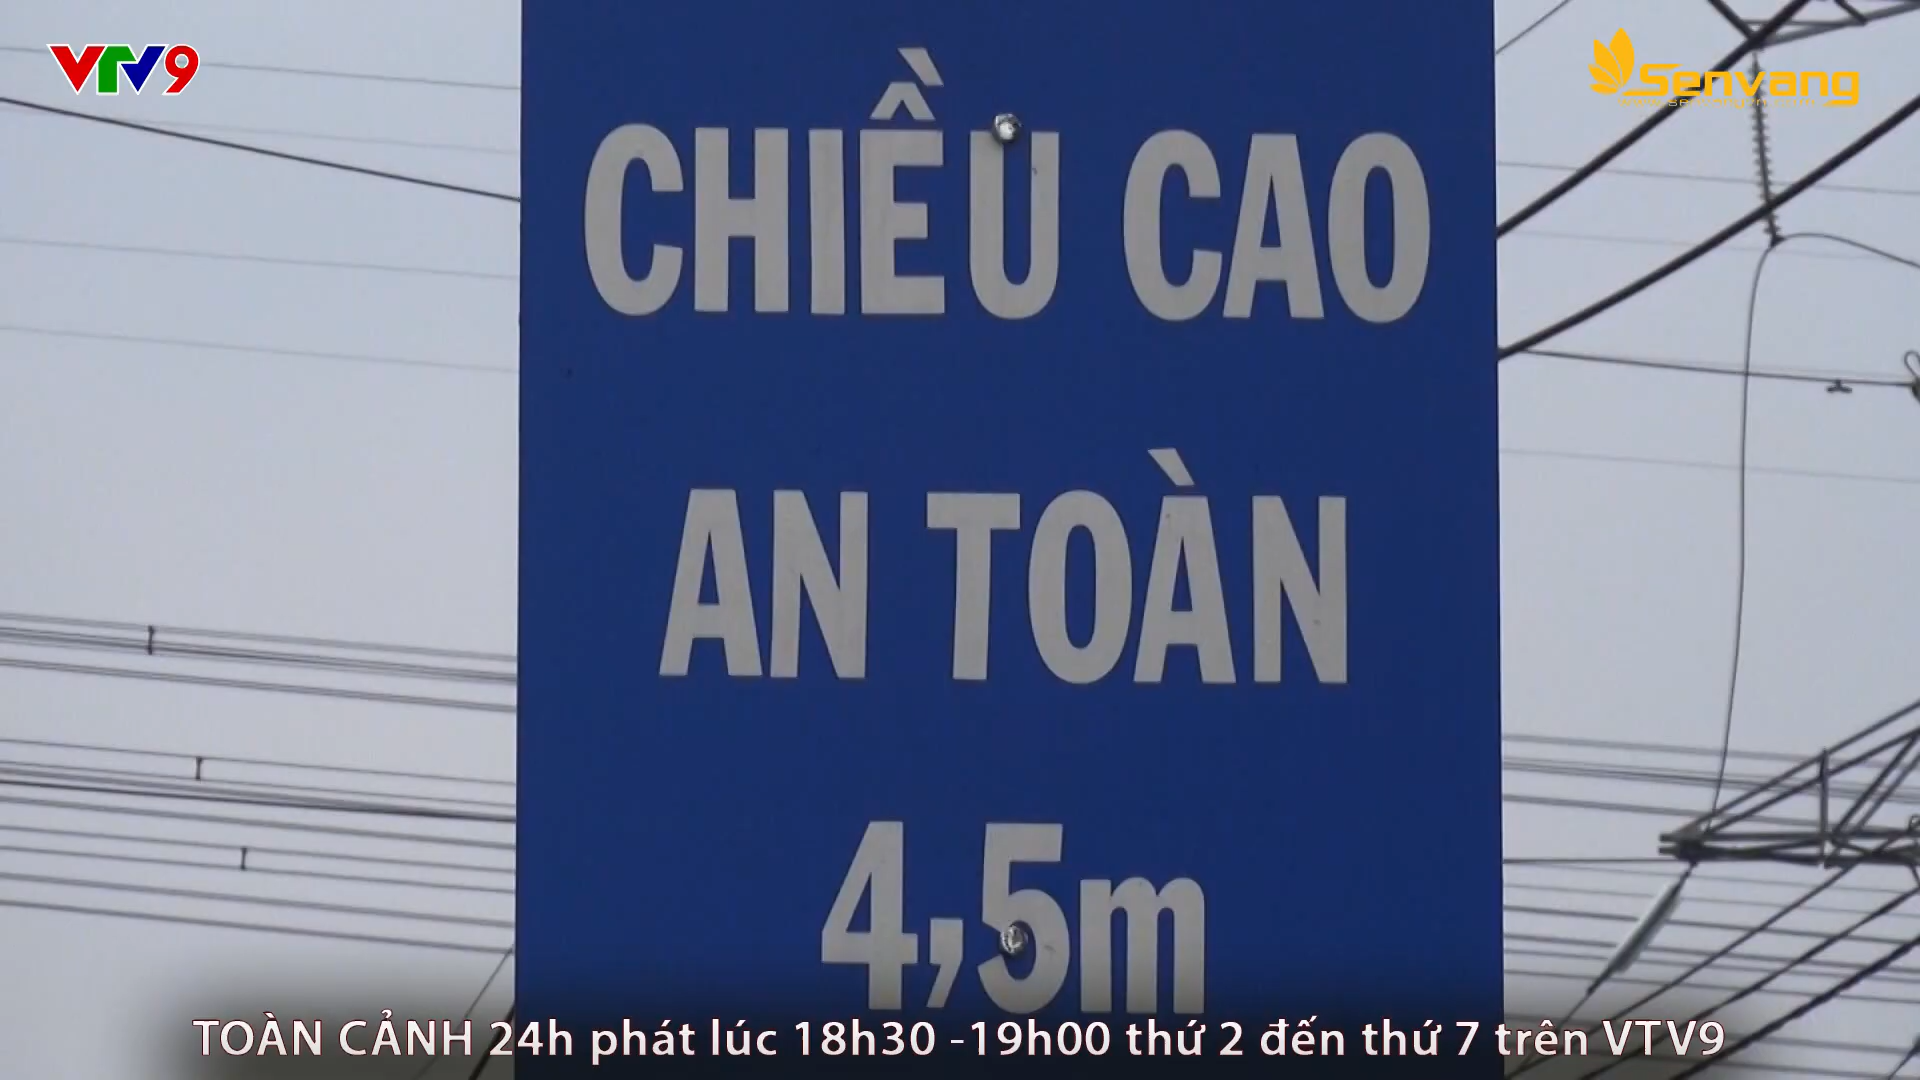 VTV9
Senvang
CHIỀU CAO
AN TOÀN
4,5m
TOÀN CẢNH 24h phát lúc 18h30 -19h00 thứ 2 đến thứ 7 trên VTV9